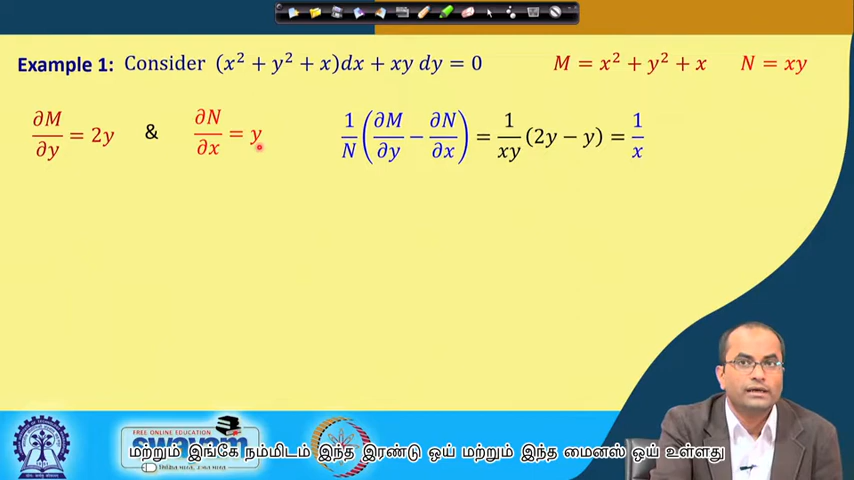 Example 1: Consider (x² + y² + x)dx + xy dy = 0 M = x² + y² + x N = xy
∂M/∂y = 2y & ∂N/∂x = y 1/N (∂M/∂y − ∂N/∂x) = 1/xy (2y − y) = 1/x
FREE ONLINE EDUCATION
swayam
மற்றும் இங்கே நம்மிடம் இந்த இரண்டு ஒய் மற்றும் இந்த மைனஸ் ஒய் உள்ளது